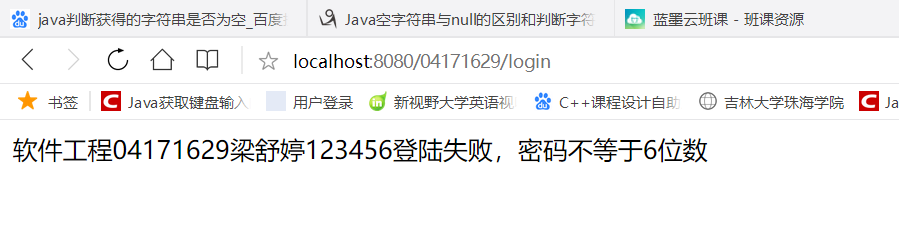 java判断获得的字符串是否为空_百度 Java空字符串与null的区别和判断字符 蓝墨云班课 - 班课资源
localhost:8080/04171629/login
书签 Java获取键盘输入 用户登录 新视野大学英语视 C++课程设计自助 吉林大学珠海学院 Ja
软件工程04171629梁舒婷123456登陆失败，密码不等于6位数